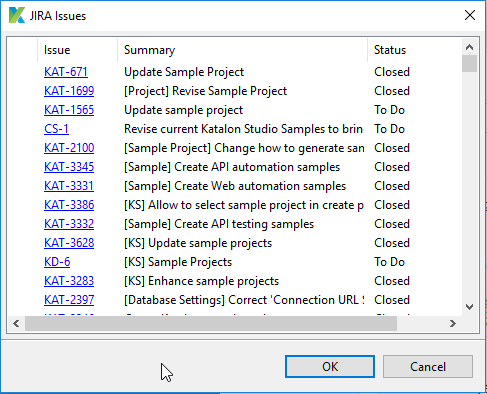 JIRA Issues
Issue Summary Status
KAT-671 Update Sample Project Closed
KAT-1699 [Project] Revise Sample Project Closed
KAT-1565 Update sample project To Do
CS-1 Revise current Katalon Studio Samples to brin To Do
KAT-2100 [Sample Project] Change how to generate san Closed
KAT-3345 [Sample] Create API automation samples Closed
KAT-3331 [Sample] Create Web automation samples Closed
KAT-3386 [KS] Allow to select sample project in create p Closed
KAT-3332 [Sample] Create API testing samples Closed
KAT-3628 [KS] Update sample projects Closed
KD-6 [KS] Sample Projects To Do
KAT-3283 [KS] Enhance sample projects Closed
KAT-2397 [Database Settings] Correct 'Connection URL Closed
OK Cancel